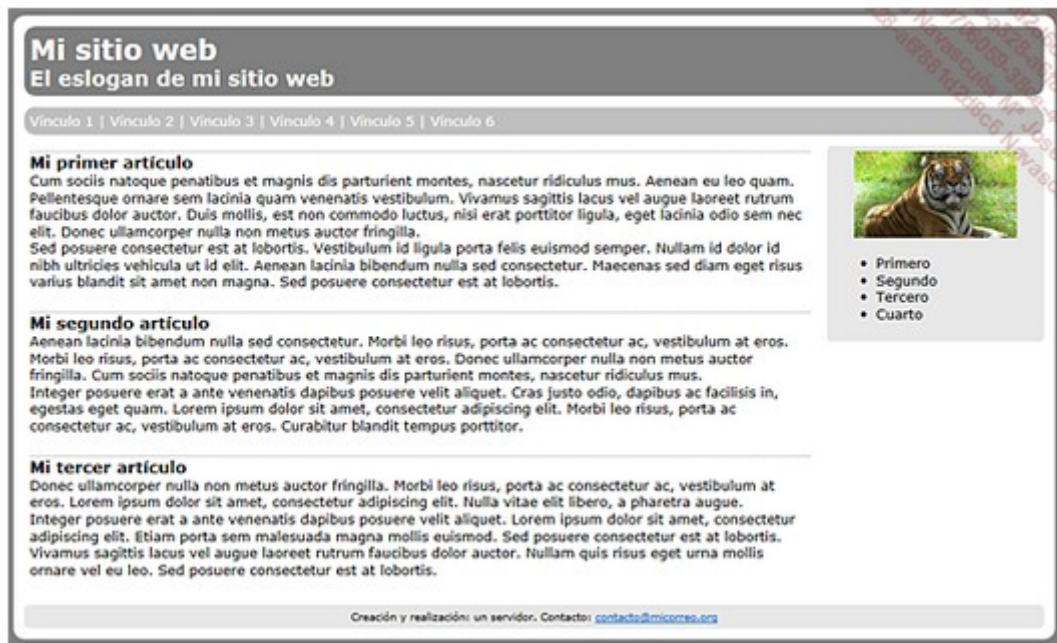 Mi sitio web
El eslogan de mi sitio web
Vínculo 1 | Vínculo 2 | Vínculo 3 | Vínculo 4 | Vínculo 5 | Vínculo 6
Mi primer artículo
Cum sociis natoque penatibus et magnis dis parturient montes, nascetur ridiculus mus. Aenean eu leo quam.
Pellentesque ornare sem lacinia quam venenatis vestibulum. Vivamus sagittis lacus vel augue laoreet rutrum
faucibus dolor auctor. Duis mollis, est non commodo luctus, nisi erat porttitor ligula, eget lacinia odio sem nec
elit. Donec ullamcorper nulla non metus auctor fringilla.
Sed posuere consectetur est at lobortis. Vestibulum id ligula porta felis euismod semper. Nullam id dolor id
nibh ultricies vehicula ut id elit. Aenean lacinia bibendum nulla sed consectetur. Maecenas sed diam eget risus
varius blandit sit amet non magna. Sed posuere consectetur est at lobortis.
Mi segundo artículo
Aenean lacinia bibendum nulla sed consectetur. Morbi leo risus, porta ac consectetur ac, vestibulum at eros.
Morbi leo risus, porta ac consectetur ac, vestibulum at eros. Donec ullamcorper nulla non metus auctor
fringilla. Cum sociis natoque penatibus et magnis dis parturient montes, nascetur ridiculus mus.
Integer posuere erat a ante venenatis dapibus posuere velit aliquet. Cras justo odio, dapibus ac facilisis in,
egestas eget quam. Lorem ipsum dolor sit amet, consectetur adipiscing elit. Morbi leo risus, porta ac
consectetur ac, vestibulum at eros. Curabitur blandit tempus porttitor.
Mi tercer artículo
Donec ullamcorper nulla non metus auctor fringilla. Morbi leo risus, porta ac consectetur ac, vestibulum at
eros. Lorem ipsum dolor sit amet, consectetur adipiscing elit. Nulla vitae elit libero, a pharetra augue.
Integer posuere erat a ante venenatis dapibus posuere velit aliquet. Lorem ipsum dolor sit amet, consectetur
adipiscing elit. Etiam porta sem malesuada magna mollis euismod. Sed posuere consectetur est at lobortis.
Vivamus sagittis lacus vel augue laoreet rutrum faucibus dolor auctor. Nullam quis risus eget urna mollis
ornare vel eu leo. Sed posuere consectetur est at lobortis.
Primero
Segundo
Tercero
Cuarto
Creación y realización: un servidor. Contacto: contacto@micorreo.org